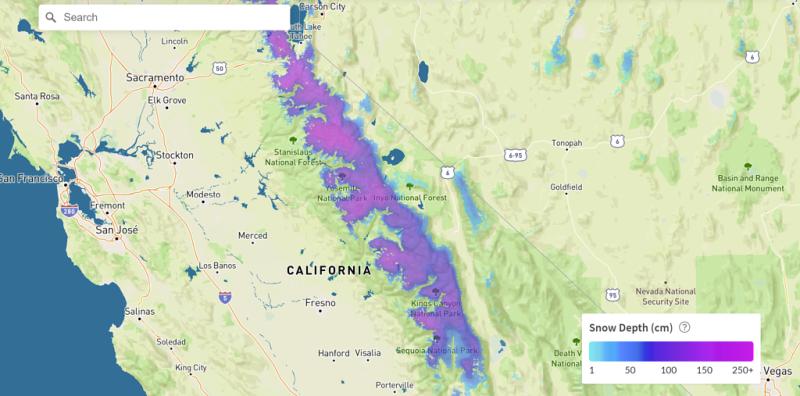 Search
Carson City
Lincoln
th Lake
Tahoe
50
6
Sacramento
Santa Rosa
Elk Grove
Stockton
Stanislaus
National Forest
6-95
Tonopah
6
6
San Francisco
Yosemite
National Park
Inyo National Forest
Goldfield
Basin and Range
National Monument
Modesto
Fremont
280
San José
Merced
Los Banos
CALIFORNIA
5
Fresno
Kings Canyon
National Park
95
Nevada National
Security Site
Salinas
Soledad
King City
Hanford
Visalia
Sequoia National Park
Porterville
Death V
National
Vegas
Snow Depth (cm) ?
1 50 100 150 250+